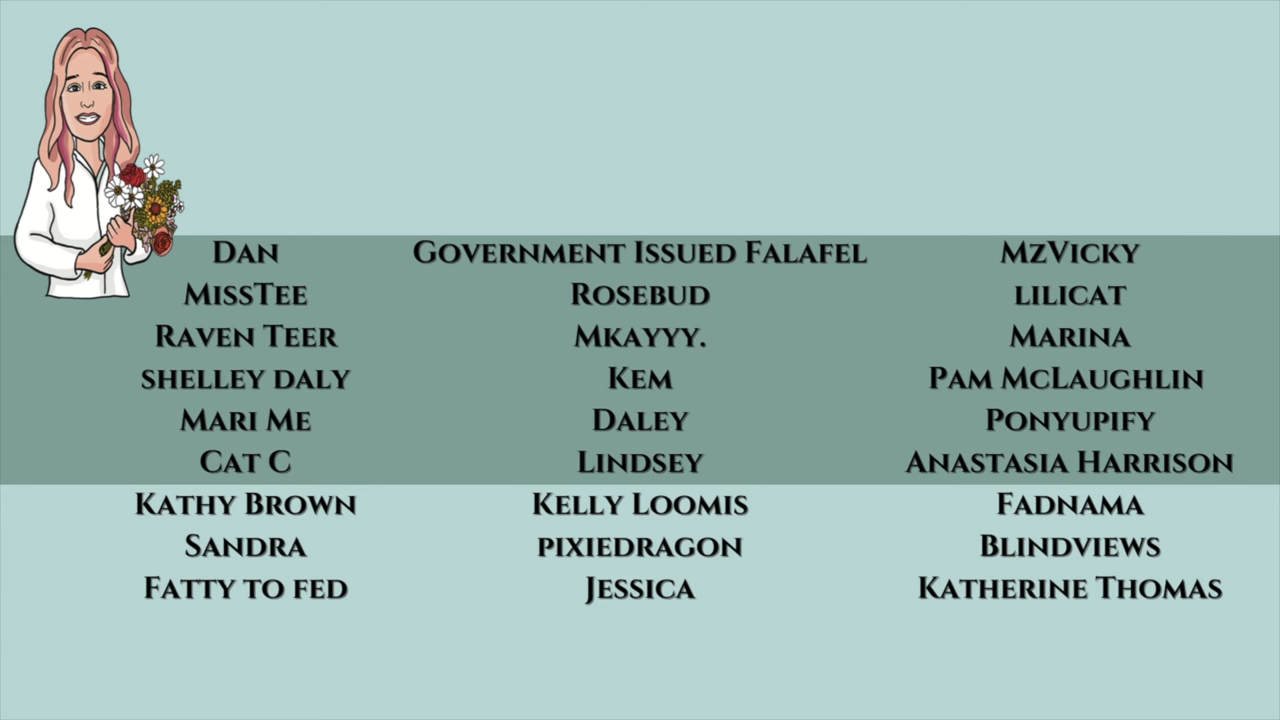 Dan
MissTee
Raven Teer
shelley daly
Mari Me
Cat C
Kathy Brown
Sandra
Fatty to fed
Government Issued Falafel
Rosebud
Mkayyy.
Kem
Daley
Lindsey
Kelly Loomis
pixiedragon
Jessica
MzVicky
lilicat
Marina
Pam McLaughlin
Ponyupify
Anastasia Harrison
Fadnama
Blindviews
Katherine Thomas